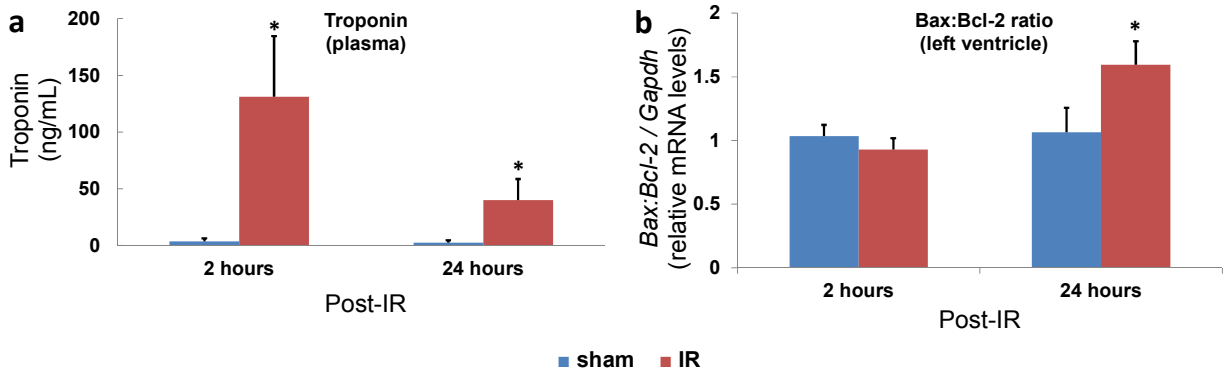 a
Troponin
(plasma)
Troponin
(ng/mL)
200
150
100
50
0
*
*
2 hours
24 hours
Post-IR
b
Bax:Bcl-2 ratio
(left ventricle)
Bax:Bcl-2 / Gapdh
(relative mRNA levels)
2
1.5
1
0.5
0
*
2 hours
24 hours
Post-IR
sham
IR